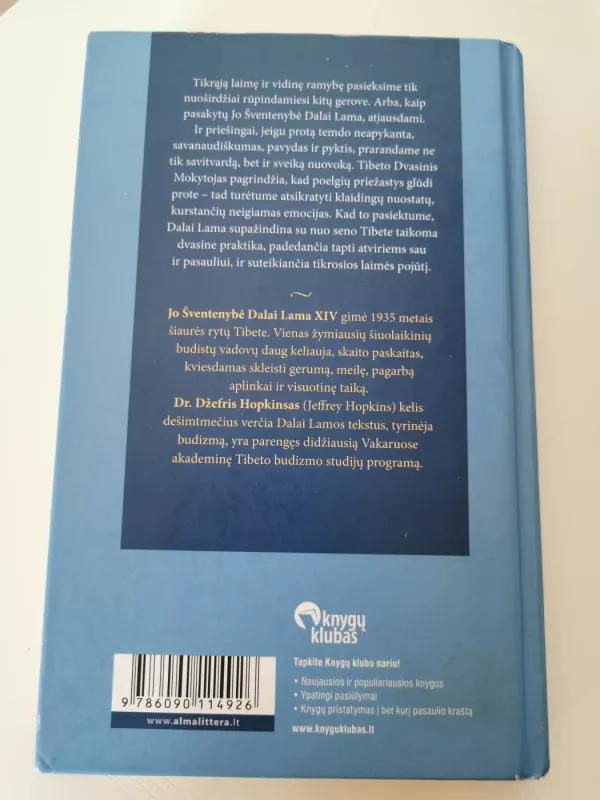 Tikrąją laimę ir vidinę ramybę pasieksime tik
nuoširdžiai rūpindamiesi kitų gerove. Arba, kaip
pasakytų Jo Šventenybė Dalai Lama, atjausdami.
Ir priešingai, jeigu protą temdo neapykanta,
savanaudiškumas, pavydas ir pyktis, prarandame ne
tik savitvardą, bet ir sveiką nuovoką. Tibeto Dvasinis
Mokytojas pagrindžia, kad poelgių priežastys glūdi
prote – tad turėtume atsikratyti klaidingų nuostatų,
kurstančių neigiamas emocijas. Kad to pasiektume,
Dalai Lama supažindina su nuo seno Tibete taikoma
dvasine praktika, padedančia tapti atviriems sau
ir pasauliui, ir suteikiančia tikrosios laimės pojūtį.
Jo Šventenybė Dalai Lama XIV gimė 1935 metais
šiaurės rytų Tibete. Vienas žymiausių šiuolaikinių
budistų vadovų daug keliauja, skaito paskaitas,
kviesdamas skleisti gerumą, meilę, pagarbą
aplinkai ir visuotinę taiką.
Dr. Džefris Hopkinsas (Jeffrey Hopkins) kelis
dešimtmečius verčia Dalai Lamos tekstus, tyrinėja
budizmą, yra parengęs didžiausią Vakaruose
akademinę Tibeto budizmo studijų programą.
knygų
klubas
Tapkite Knygų klubo nariu!
• Naujausios ir populiariausios knygos
• Ypatingi pasiūlymai
• Knygų pristatymas į bet kurį pasaulio kraštą
www.knyguklubas.lt
9 786090 114926
www.almalittera.lt